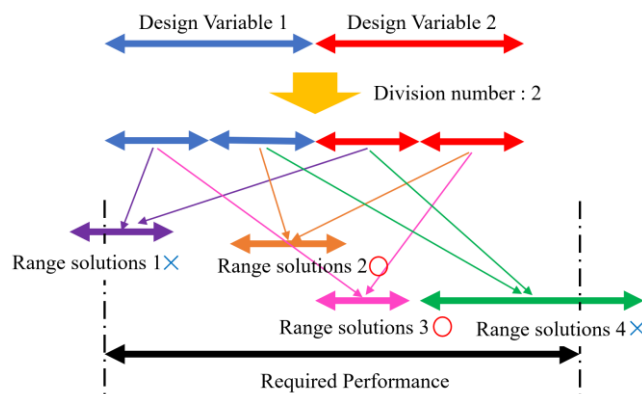 Design Variable 1
Design Variable 2
Division number : 2
Range solutions 1×
Range solutions 2○
Range solutions 3○
Range solutions 4×
Required Performance